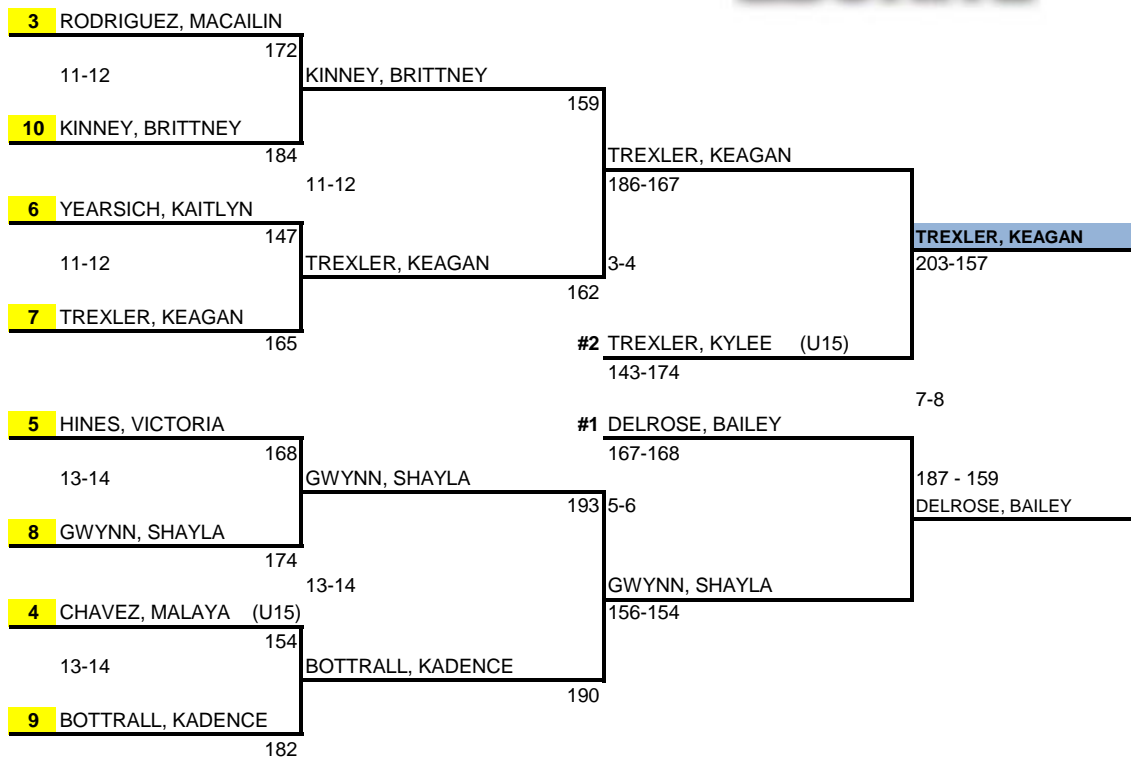 3 RODRIGUEZ, MACAILIN
172
11-12
KINNEY, BRITTNEY
159
10 KINNEY, BRITTNEY
184
TREXLER, KEAGAN
11-12
186-167
6 YEARSICH, KAITLYN
147
TREXLER, KEAGAN
11-12
TREXLER, KEAGAN
3-4
203-157
162
7 TREXLER, KEAGAN
165
#2 TREXLER, KYLEE (U15)
143-174
7-8
5 HINES, VICTORIA
#1 DELROSE, BAILEY
168
167-168
13-14
GWYNN, SHAYLA
187 - 159
193
5-6
DELROSE, BAILEY
8 GWYNN, SHAYLA
174
13-14
GWYNN, SHAYLA
4 CHAVEZ, MALAYA (U15)
156-154
154
13-14
BOTTRALL, KADENCE
190
9 BOTTRALL, KADENCE
182